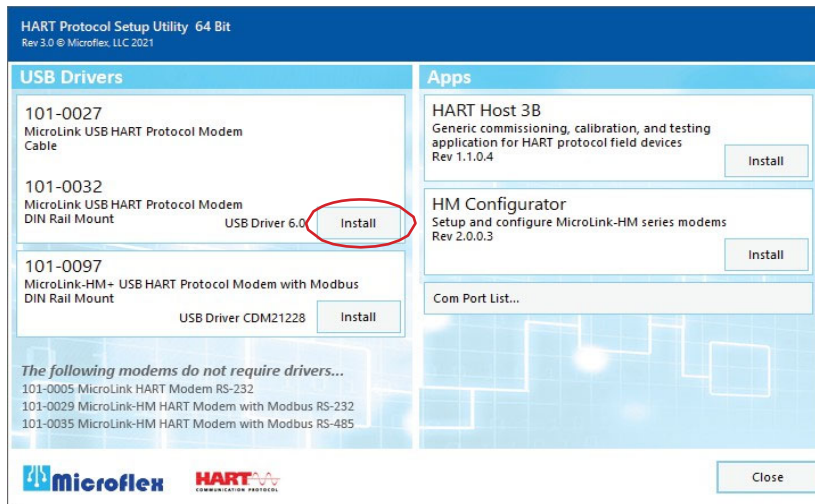 HART Protocol Setup Utility 64 Bit
Rev 3.0 © Microflex, LLC 2021
USB Drivers
101-0027
MicroLink USB HART Protocol Modem
Cable
101-0032
MicroLink USB HART Protocol Modem
DIN Rail Mount
USB Driver 6.0
Install
101-0097
MicroLink-HM+ USB HART Protocol Modem with Modbus
DIN Rail Mount
USB Driver CDM21228
Install
The following modems do not require drivers...
101-0005 MicroLink HART Modem RS-232
101-0029 MicroLink-HM HART Modem with Modbus RS-232
101-0035 MicroLink-HM HART Modem with Modbus RS-485
Apps
HART Host 3B
Generic commissioning, calibration, and testing
application for HART protocol field devices
Rev 1.1.0.4
Install
HM Configurator
Setup and configure MicroLink-HM series modems
Rev 2.0.0.3
Install
Com Port List...
Microflex
HART
COMMUNICATION PROTOCOL
Close